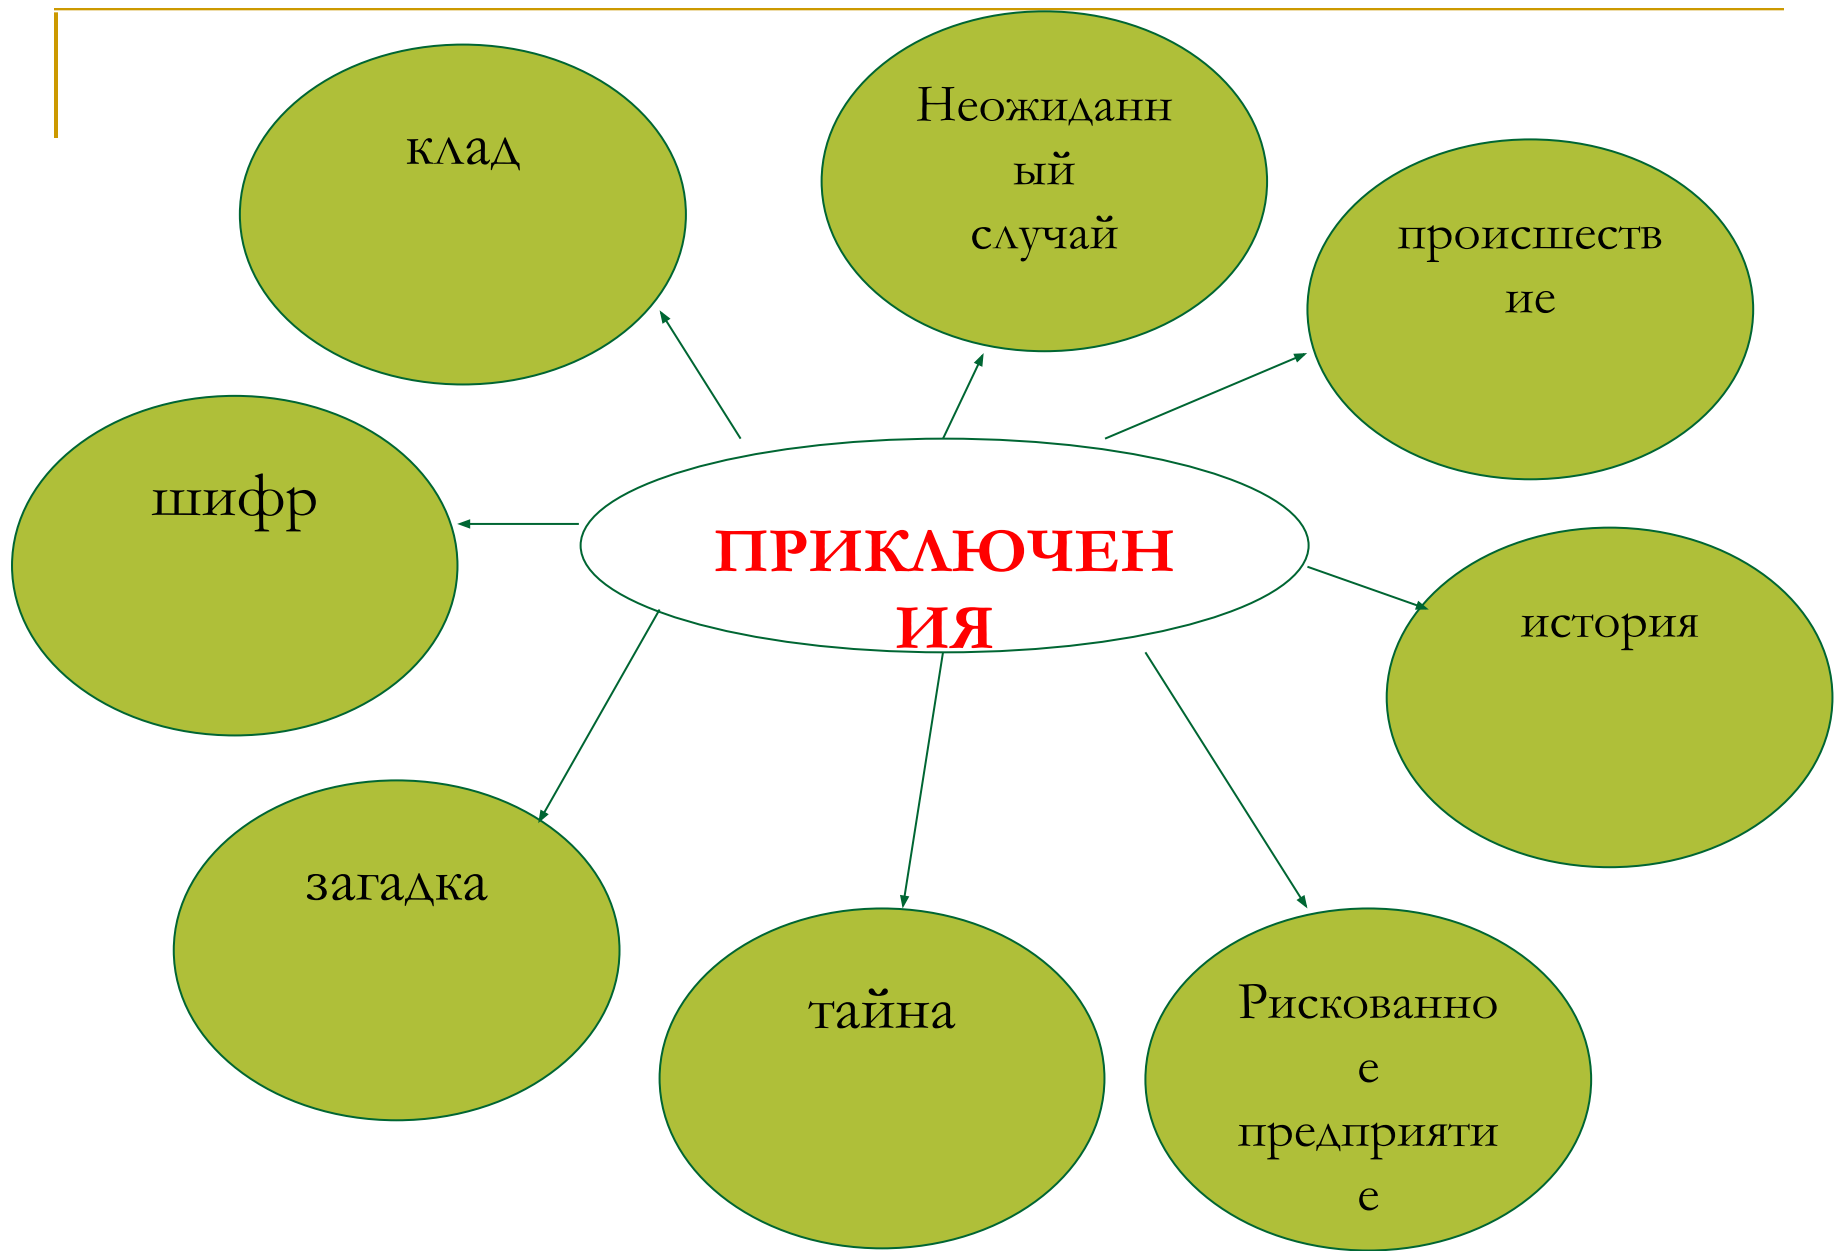 клад
Неожиданн
ый
случай
происшеств
ие
шифр
ПРИКЛЮЧЕН
ИЯ
история
загадка
тайна
Рискованно
е
предприяти
е